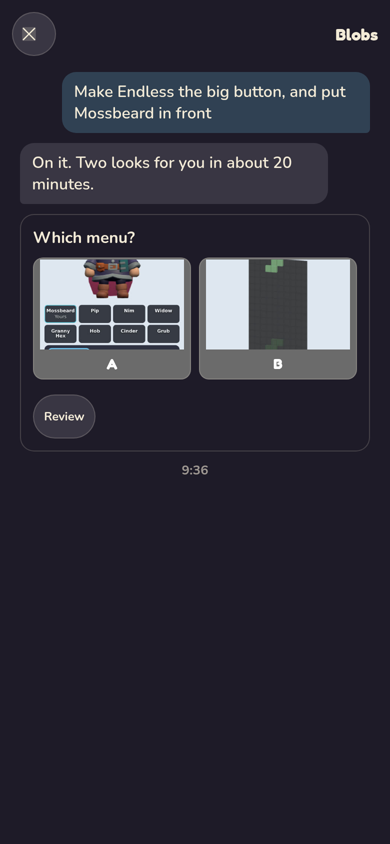 Blobs
Make Endless the big button, and put
Mossbeard in front
On it. Two looks for you in about 20
minutes.
Which menu?
Mossbeard
Yours
Pip
Nim
Widow
Granny
Hex
Hob
Cinder
Grub
A
B
Review
9:36